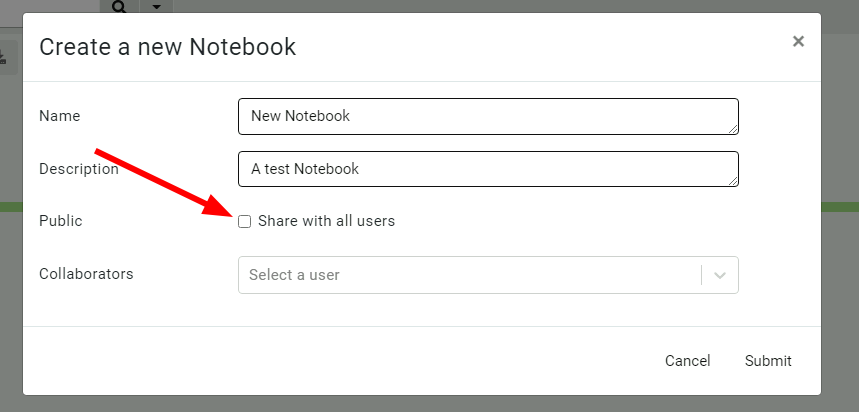 Create a new Notebook ×
Name New Notebook
Description A test Notebook
Public Share with all users
Collaborators Select a user
Cancel Submit